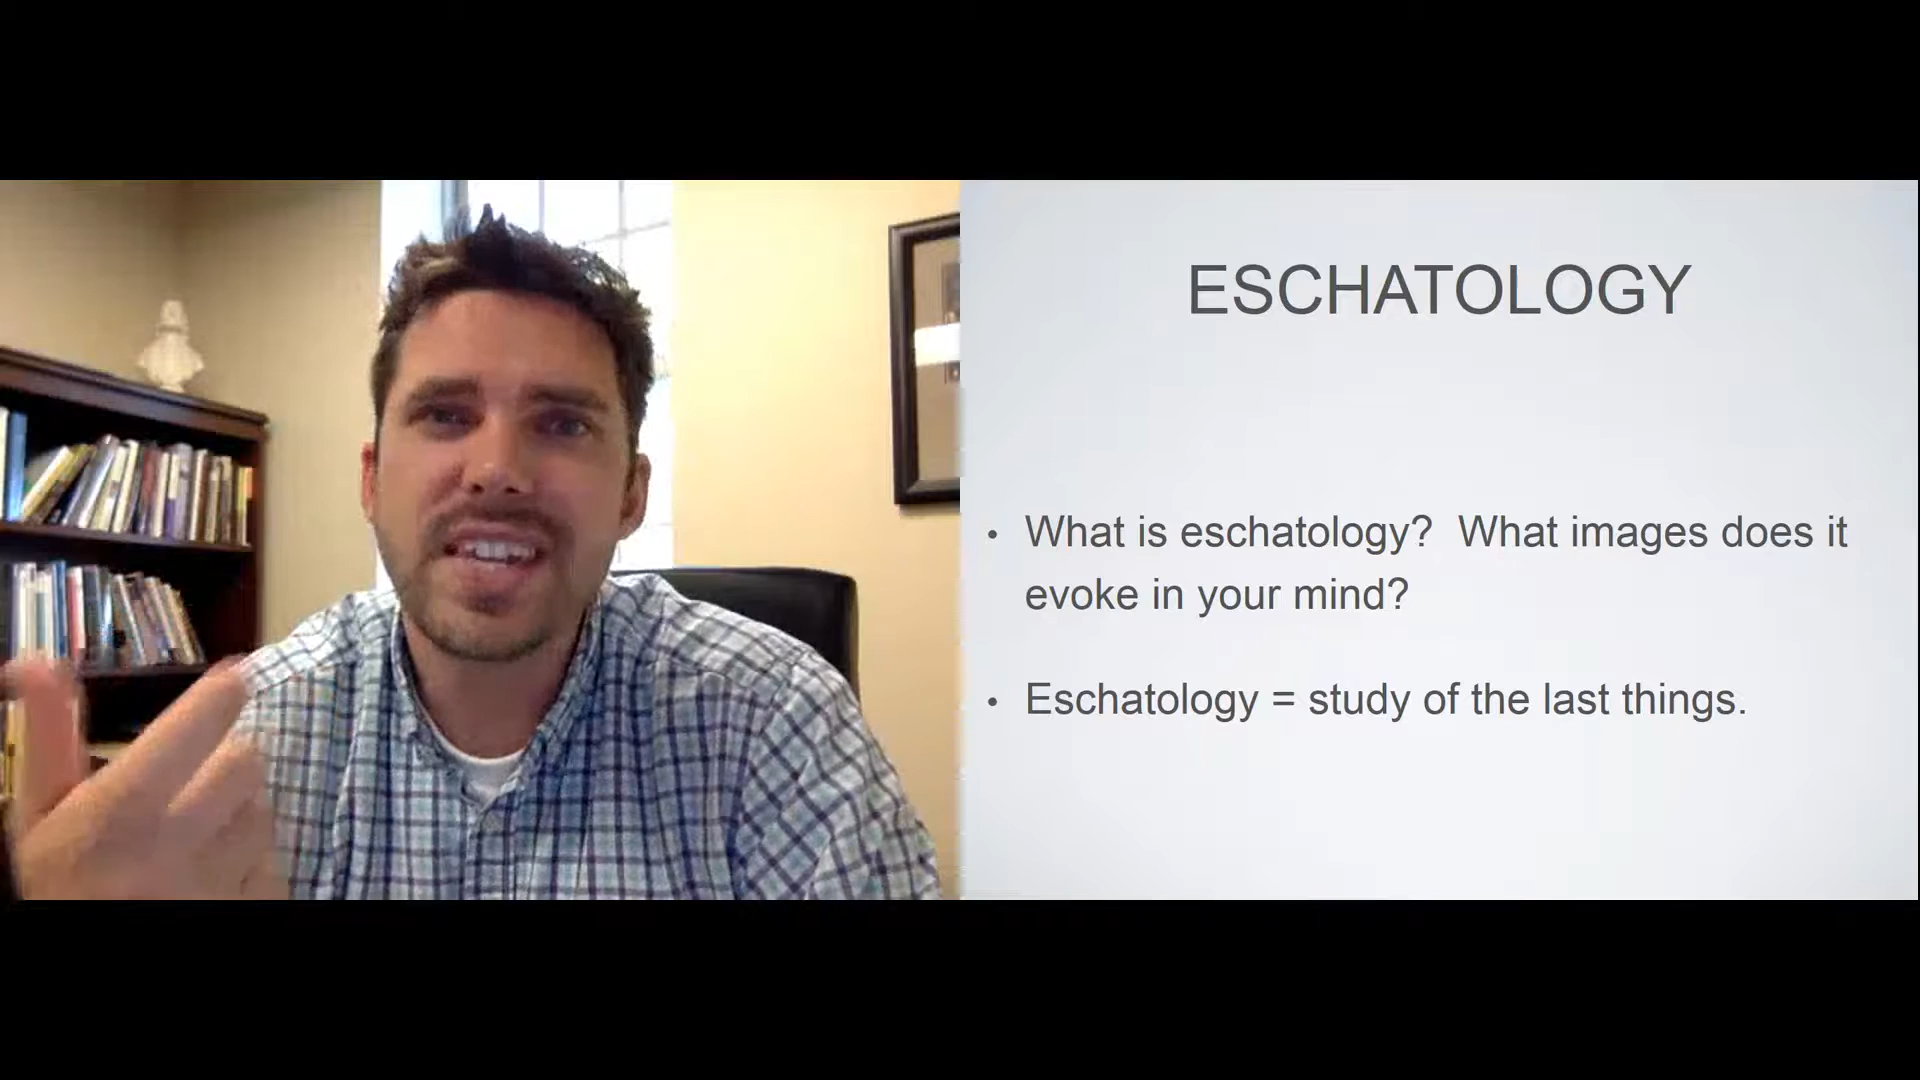 ESCHATOLOGY
• What is eschatology?  What images does it
evoke in your mind?
• Eschatology = study of the last things.